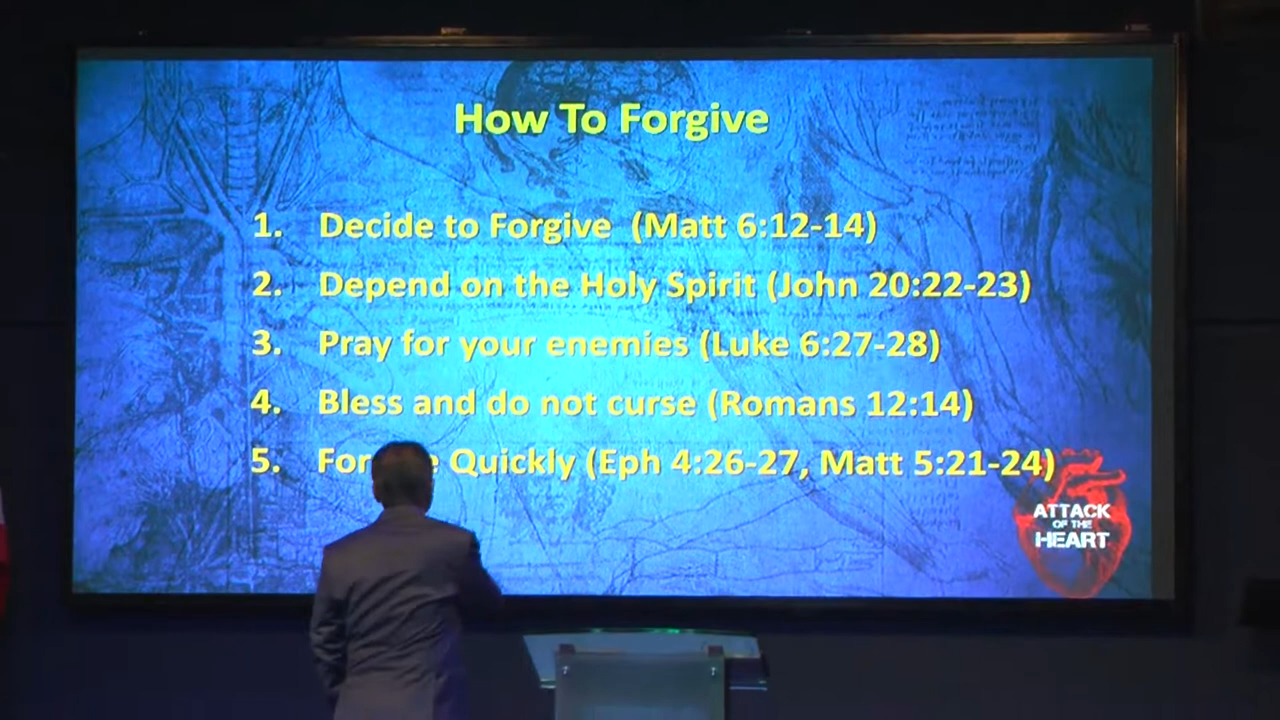 How To Forgive
1. Decide to Forgive (Matt 6:12-14)
2. Depend on the Holy Spirit (John 20:22-23)
3. Pray for your enemies (Luke 6:27-28)
4. Bless and do not curse (Romans 12:14)
5. Quickly (Eph 4:26-27, Matt 5:21-24)
ATTACK
OF THE
HEART